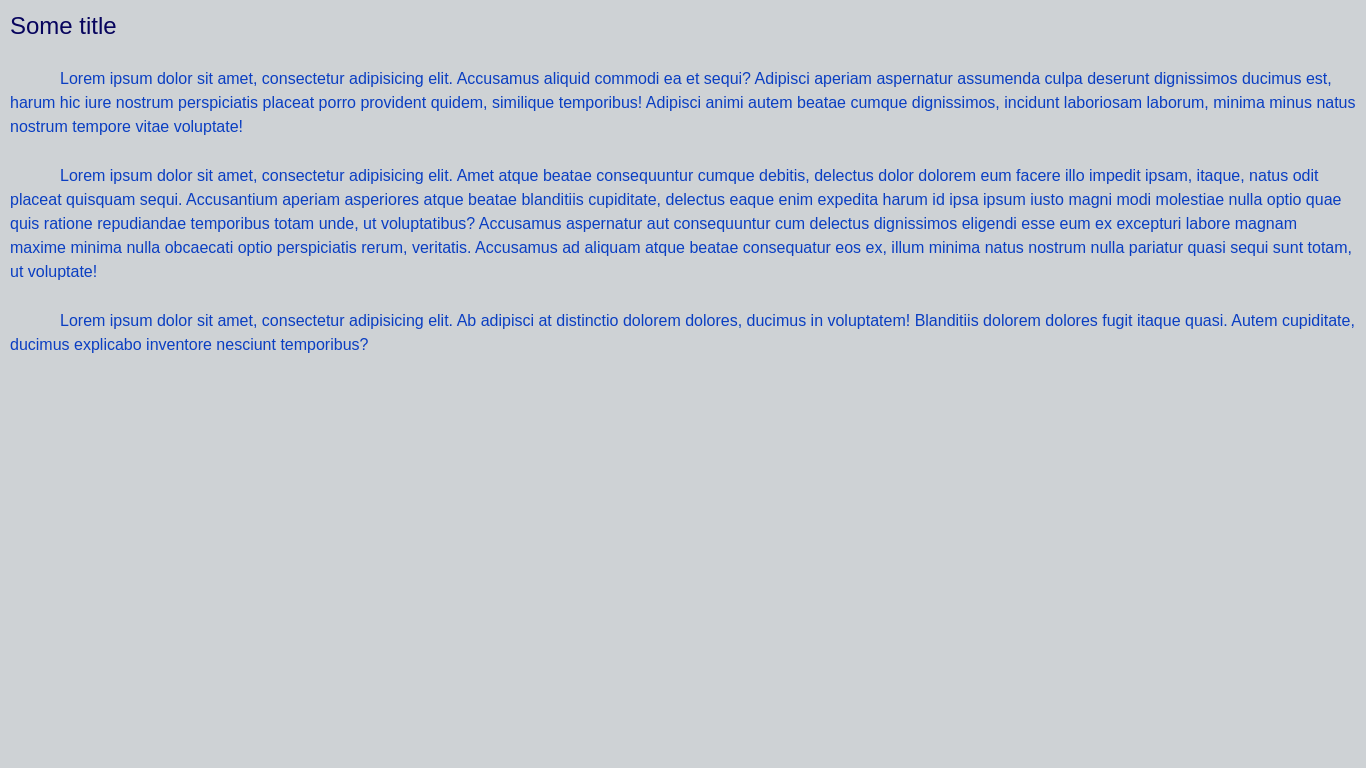 Some title
Lorem ipsum dolor sit amet, consectetur adipisicing elit. Accusamus aliquid commodi ea et sequi? Adipisci aperiam aspernatur assumenda culpa deserunt dignissimos ducimus est,
harum hic iure nostrum perspiciatis placeat porro provident quidem, similique temporibus! Adipisci animi autem beatae cumque dignissimos, incidunt laboriosam laborum, minima minus natus
nostrum tempore vitae voluptate!
Lorem ipsum dolor sit amet, consectetur adipisicing elit. Amet atque beatae consequuntur cumque debitis, delectus dolor dolorem eum facere illo impedit ipsam, itaque, natus odit
placeat quisquam sequi. Accusantium aperiam asperiores atque beatae blanditiis cupiditate, delectus eaque enim expedita harum id ipsa ipsum iusto magni modi molestiae nulla optio quae
quis ratione repudiandae temporibus totam unde, ut voluptatibus? Accusamus aspernatur aut consequuntur cum delectus dignissimos eligendi esse eum ex excepturi labore magnam
maxime minima nulla obcaecati optio perspiciatis rerum, veritatis. Accusamus ad aliquam atque beatae consequatur eos ex, illum minima natus nostrum nulla pariatur quasi sequi sunt totam,
ut voluptate!
Lorem ipsum dolor sit amet, consectetur adipisicing elit. Ab adipisci at distinctio dolorem dolores, ducimus in voluptatem! Blanditiis dolorem dolores fugit itaque quasi. Autem cupiditate,
ducimus explicabo inventore nesciunt temporibus?